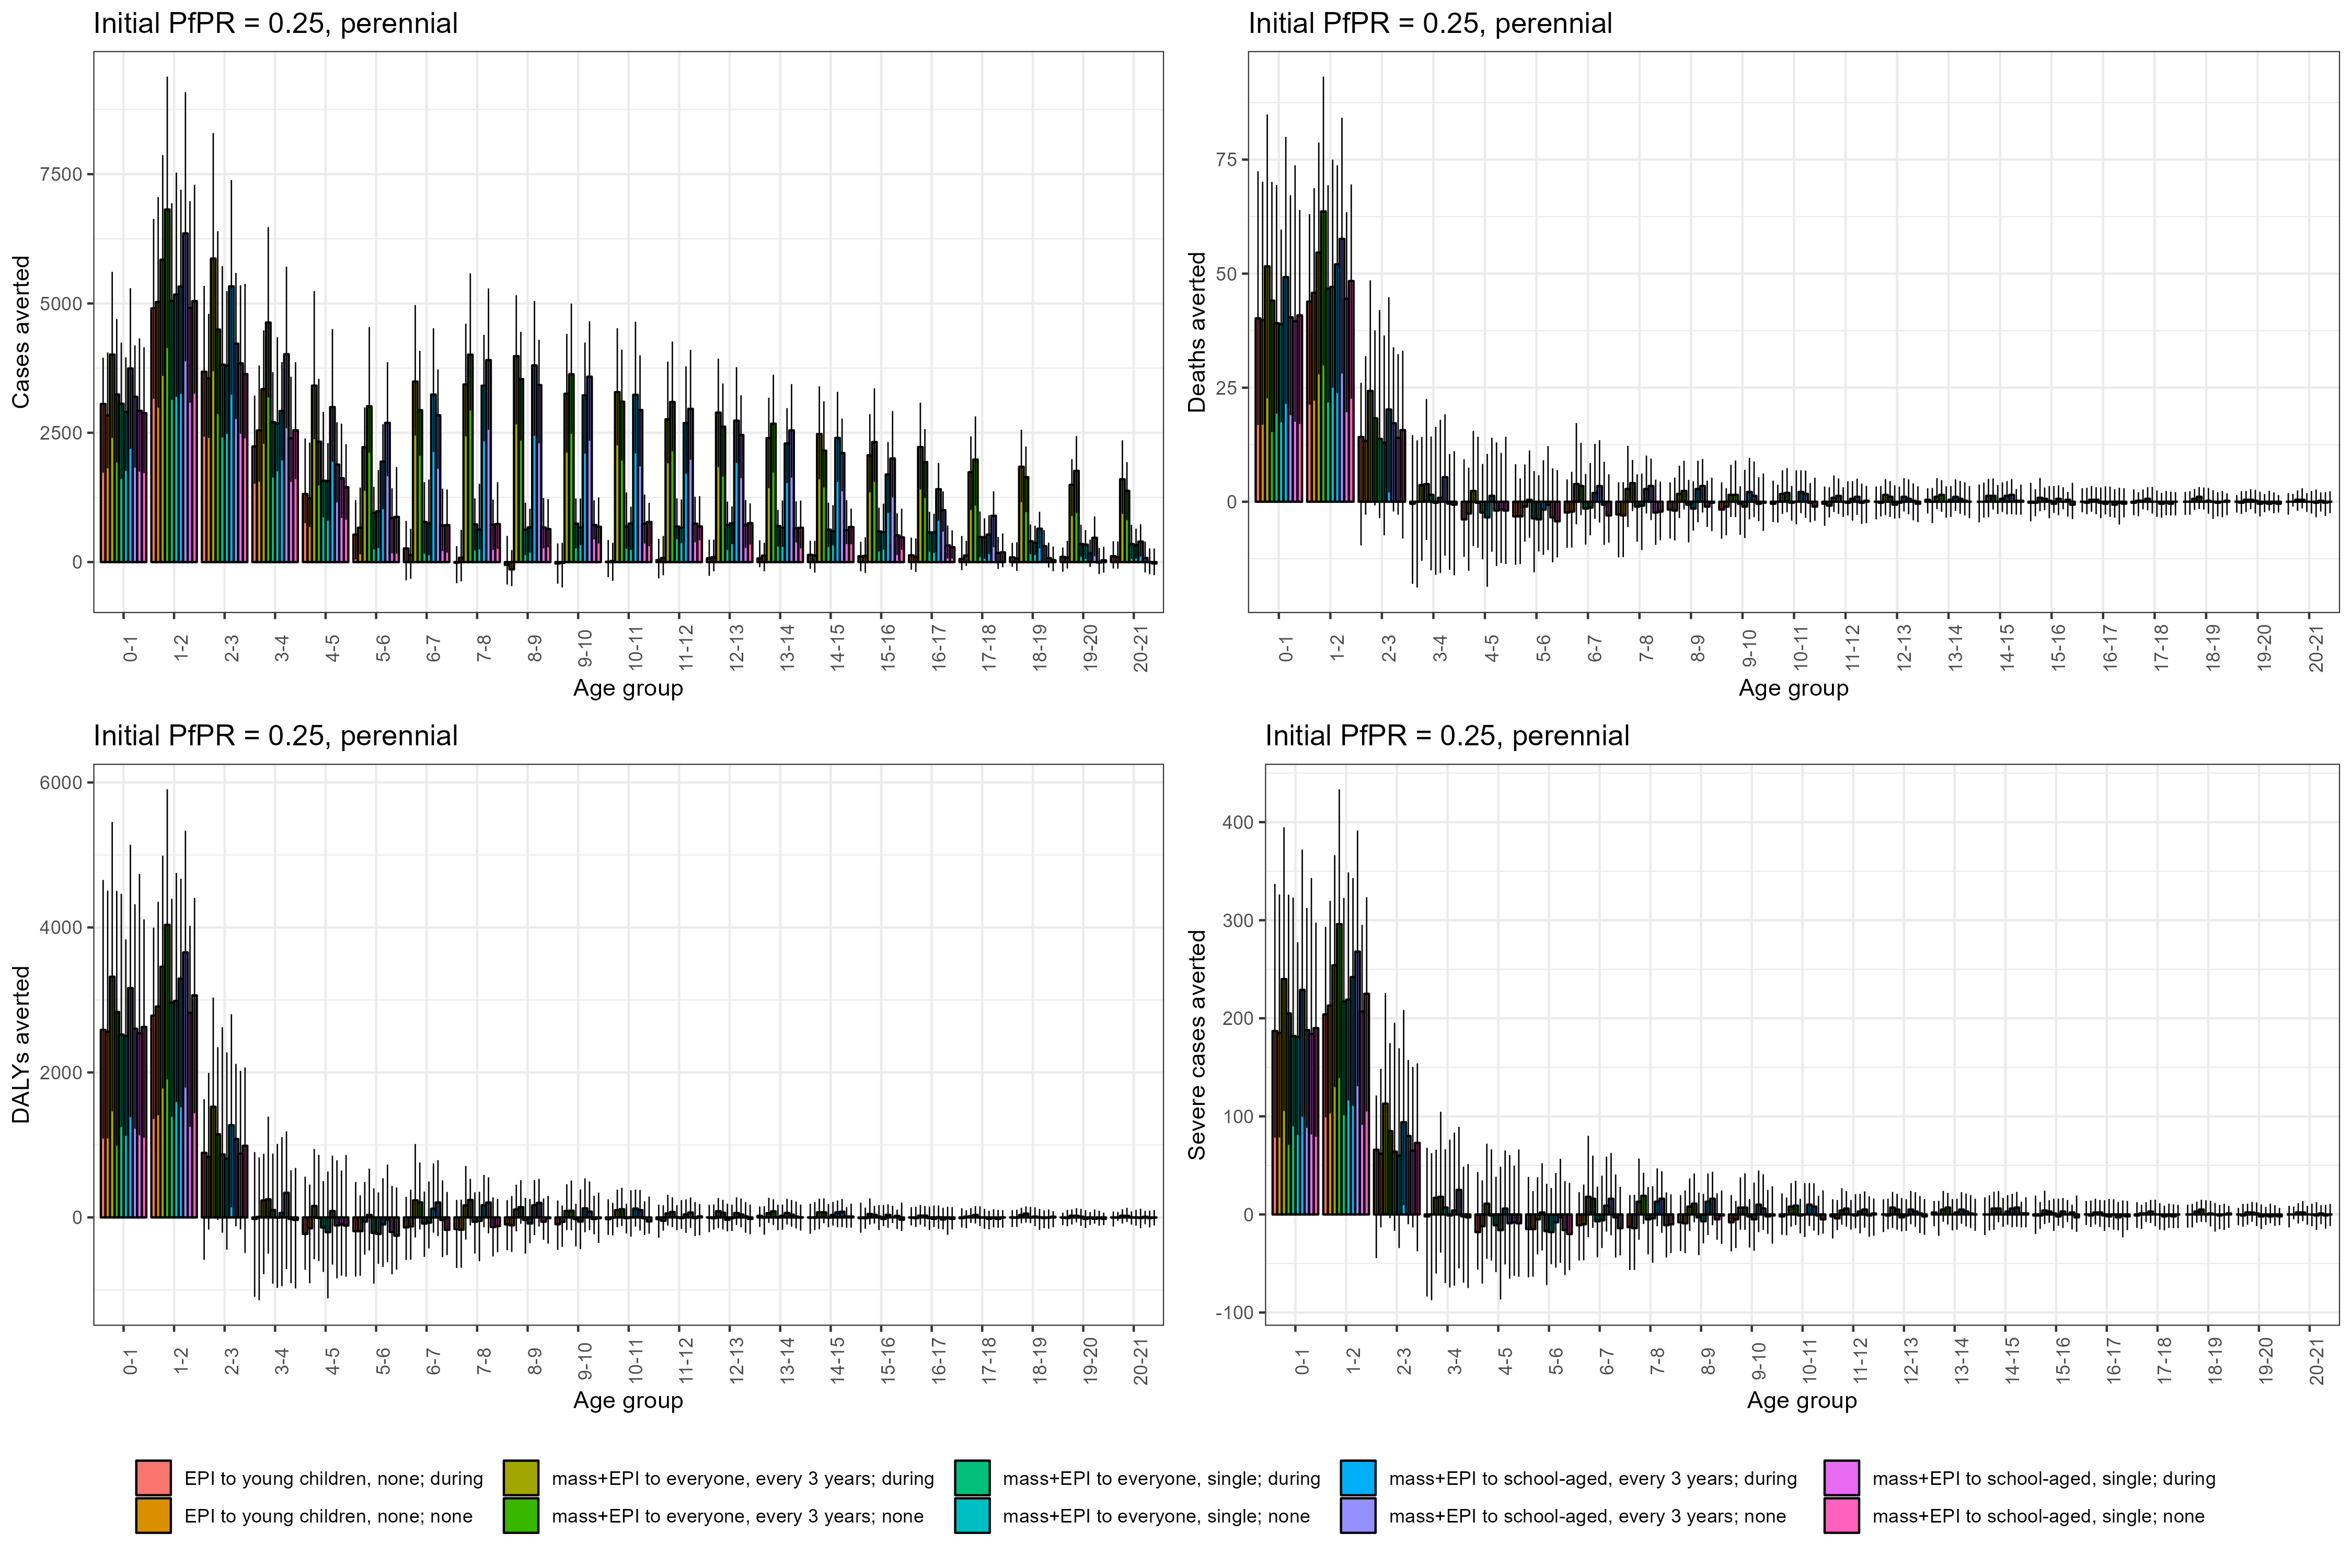 Initial PfPR = 0.25, perennial
Cases averted
7500
5000
2500
0
0-1 1-2 2-3 3-4 4-5 5-6 6-7 7-8 8-9 9-10 10-11 11-12 12-13 13-14 14-15 15-16 16-17 17-18 18-19 19-20 20-21
Age group
Initial PfPR = 0.25, perennial
Deaths averted
75
50
25
0
0-1 1-2 2-3 3-4 4-5 5-6 6-7 7-8 8-9 9-10 10-11 11-12 12-13 13-14 14-15 15-16 16-17 17-18 18-19 19-20 20-21
Age group
Initial PfPR = 0.25, perennial
DALYs averted
6000
4000
2000
0
0-1 1-2 2-3 3-4 4-5 5-6 6-7 7-8 8-9 9-10 10-11 11-12 12-13 13-14 14-15 15-16 16-17 17-18 18-19 19-20 20-21
Age group
Initial PfPR = 0.25, perennial
Severe cases averted
400
300
200
100
0
-100
0-1 1-2 2-3 3-4 4-5 5-6 6-7 7-8 8-9 9-10 10-11 11-12 12-13 13-14 14-15 15-16 16-17 17-18 18-19 19-20 20-21
Age group
EPI to young children, none; during
mass+EPI to everyone, every 3 years; during
mass+EPI to everyone, single; during
mass+EPI to school-aged, every 3 years; during
mass+EPI to school-aged, single; during
EPI to young children, none; none
mass+EPI to everyone, every 3 years; none
mass+EPI to everyone, single; none
mass+EPI to school-aged, every 3 years; none
mass+EPI to school-aged, single; none